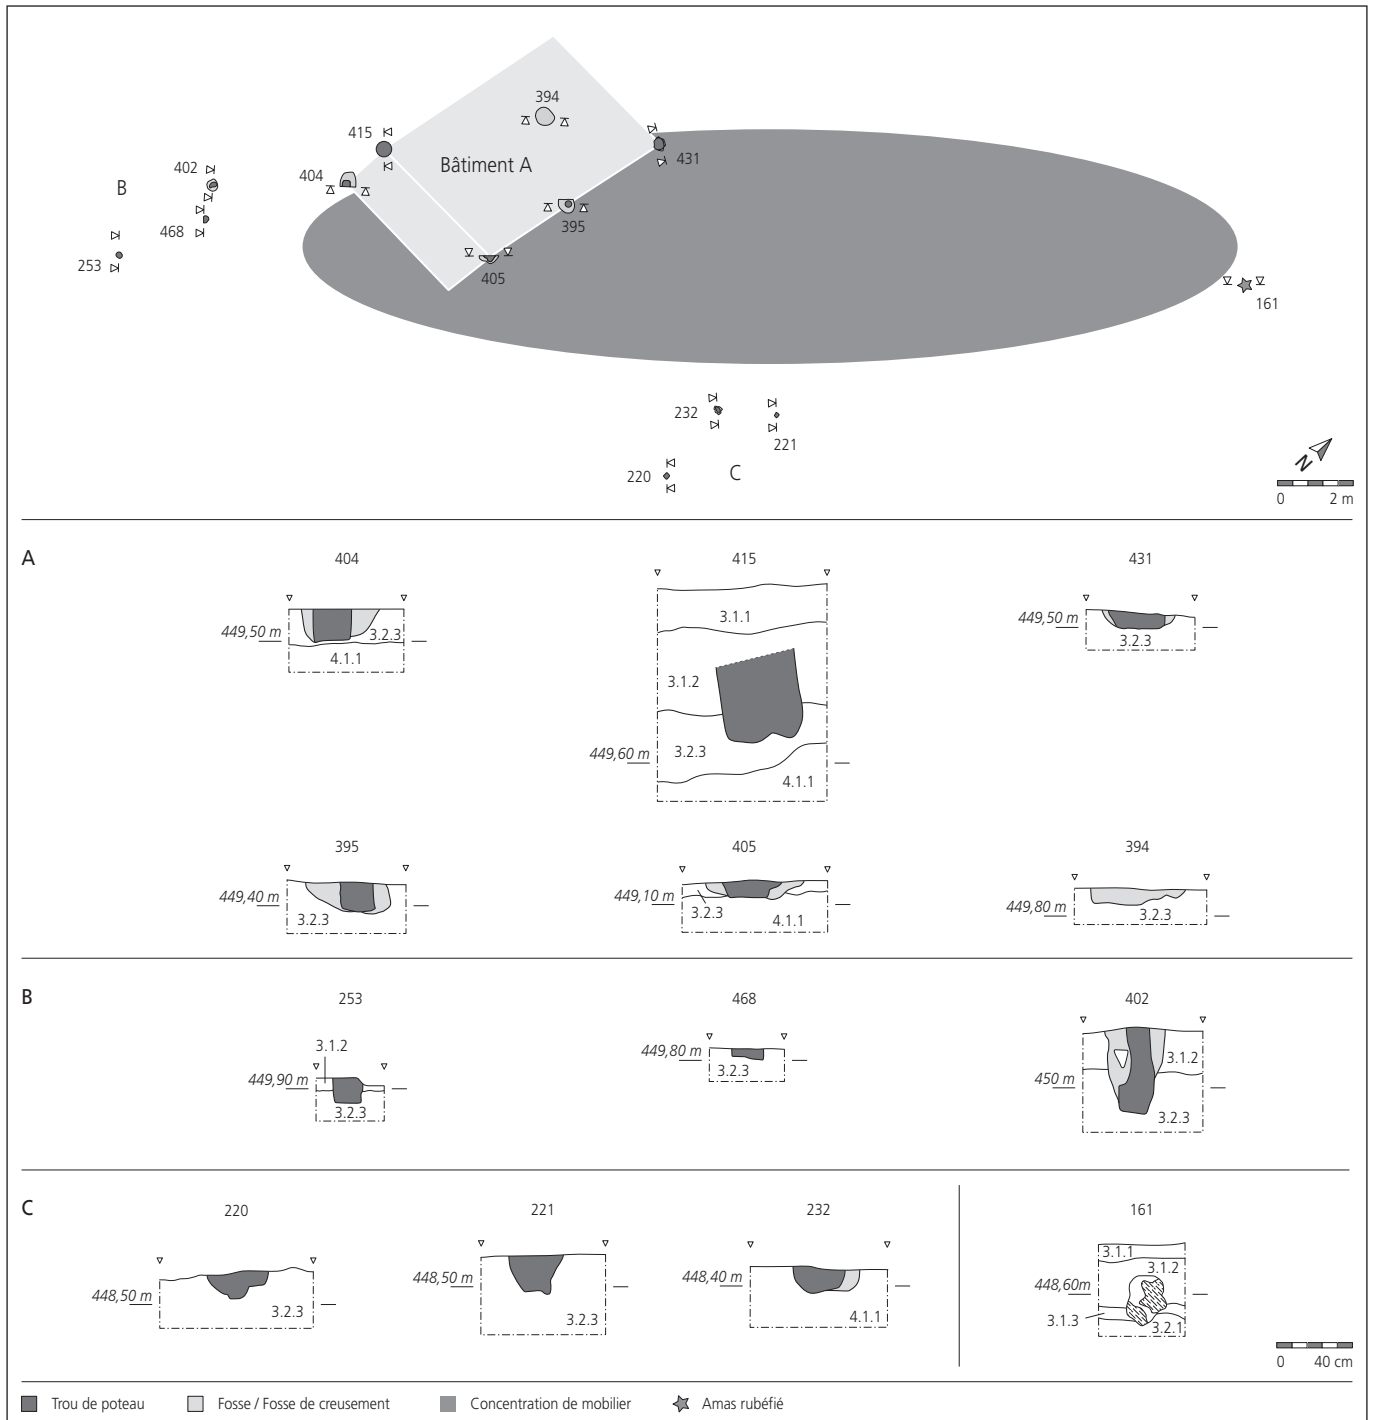 394
415
Bâtiment A
431
402
404
B
468
395
253
405
161
232
221
220
C
N
0 2 m
A
404
415
431
449,50 m
3.2.3
4.1.1
3.1.1
3.1.2
449,60 m
3.2.3
4.1.1
449,50 m
3.2.3
395
405
394
449,40 m
3.2.3
449,10 m
3.2.3
4.1.1
449,80 m
3.2.3
B
253
468
402
3.1.2
449,90 m
3.2.3
449,80 m
3.2.3
3.1.2
450 m
3.2.3
C
220
221
232
161
448,50 m
3.2.3
448,50 m
3.2.3
448,40 m
4.1.1
3.1.1
3.1.2
448,60m
3.1.3
3.2.1
0 40 cm
Trou de poteau Fosse / Fosse de creusement Concentration de mobilier Amas rubéfié